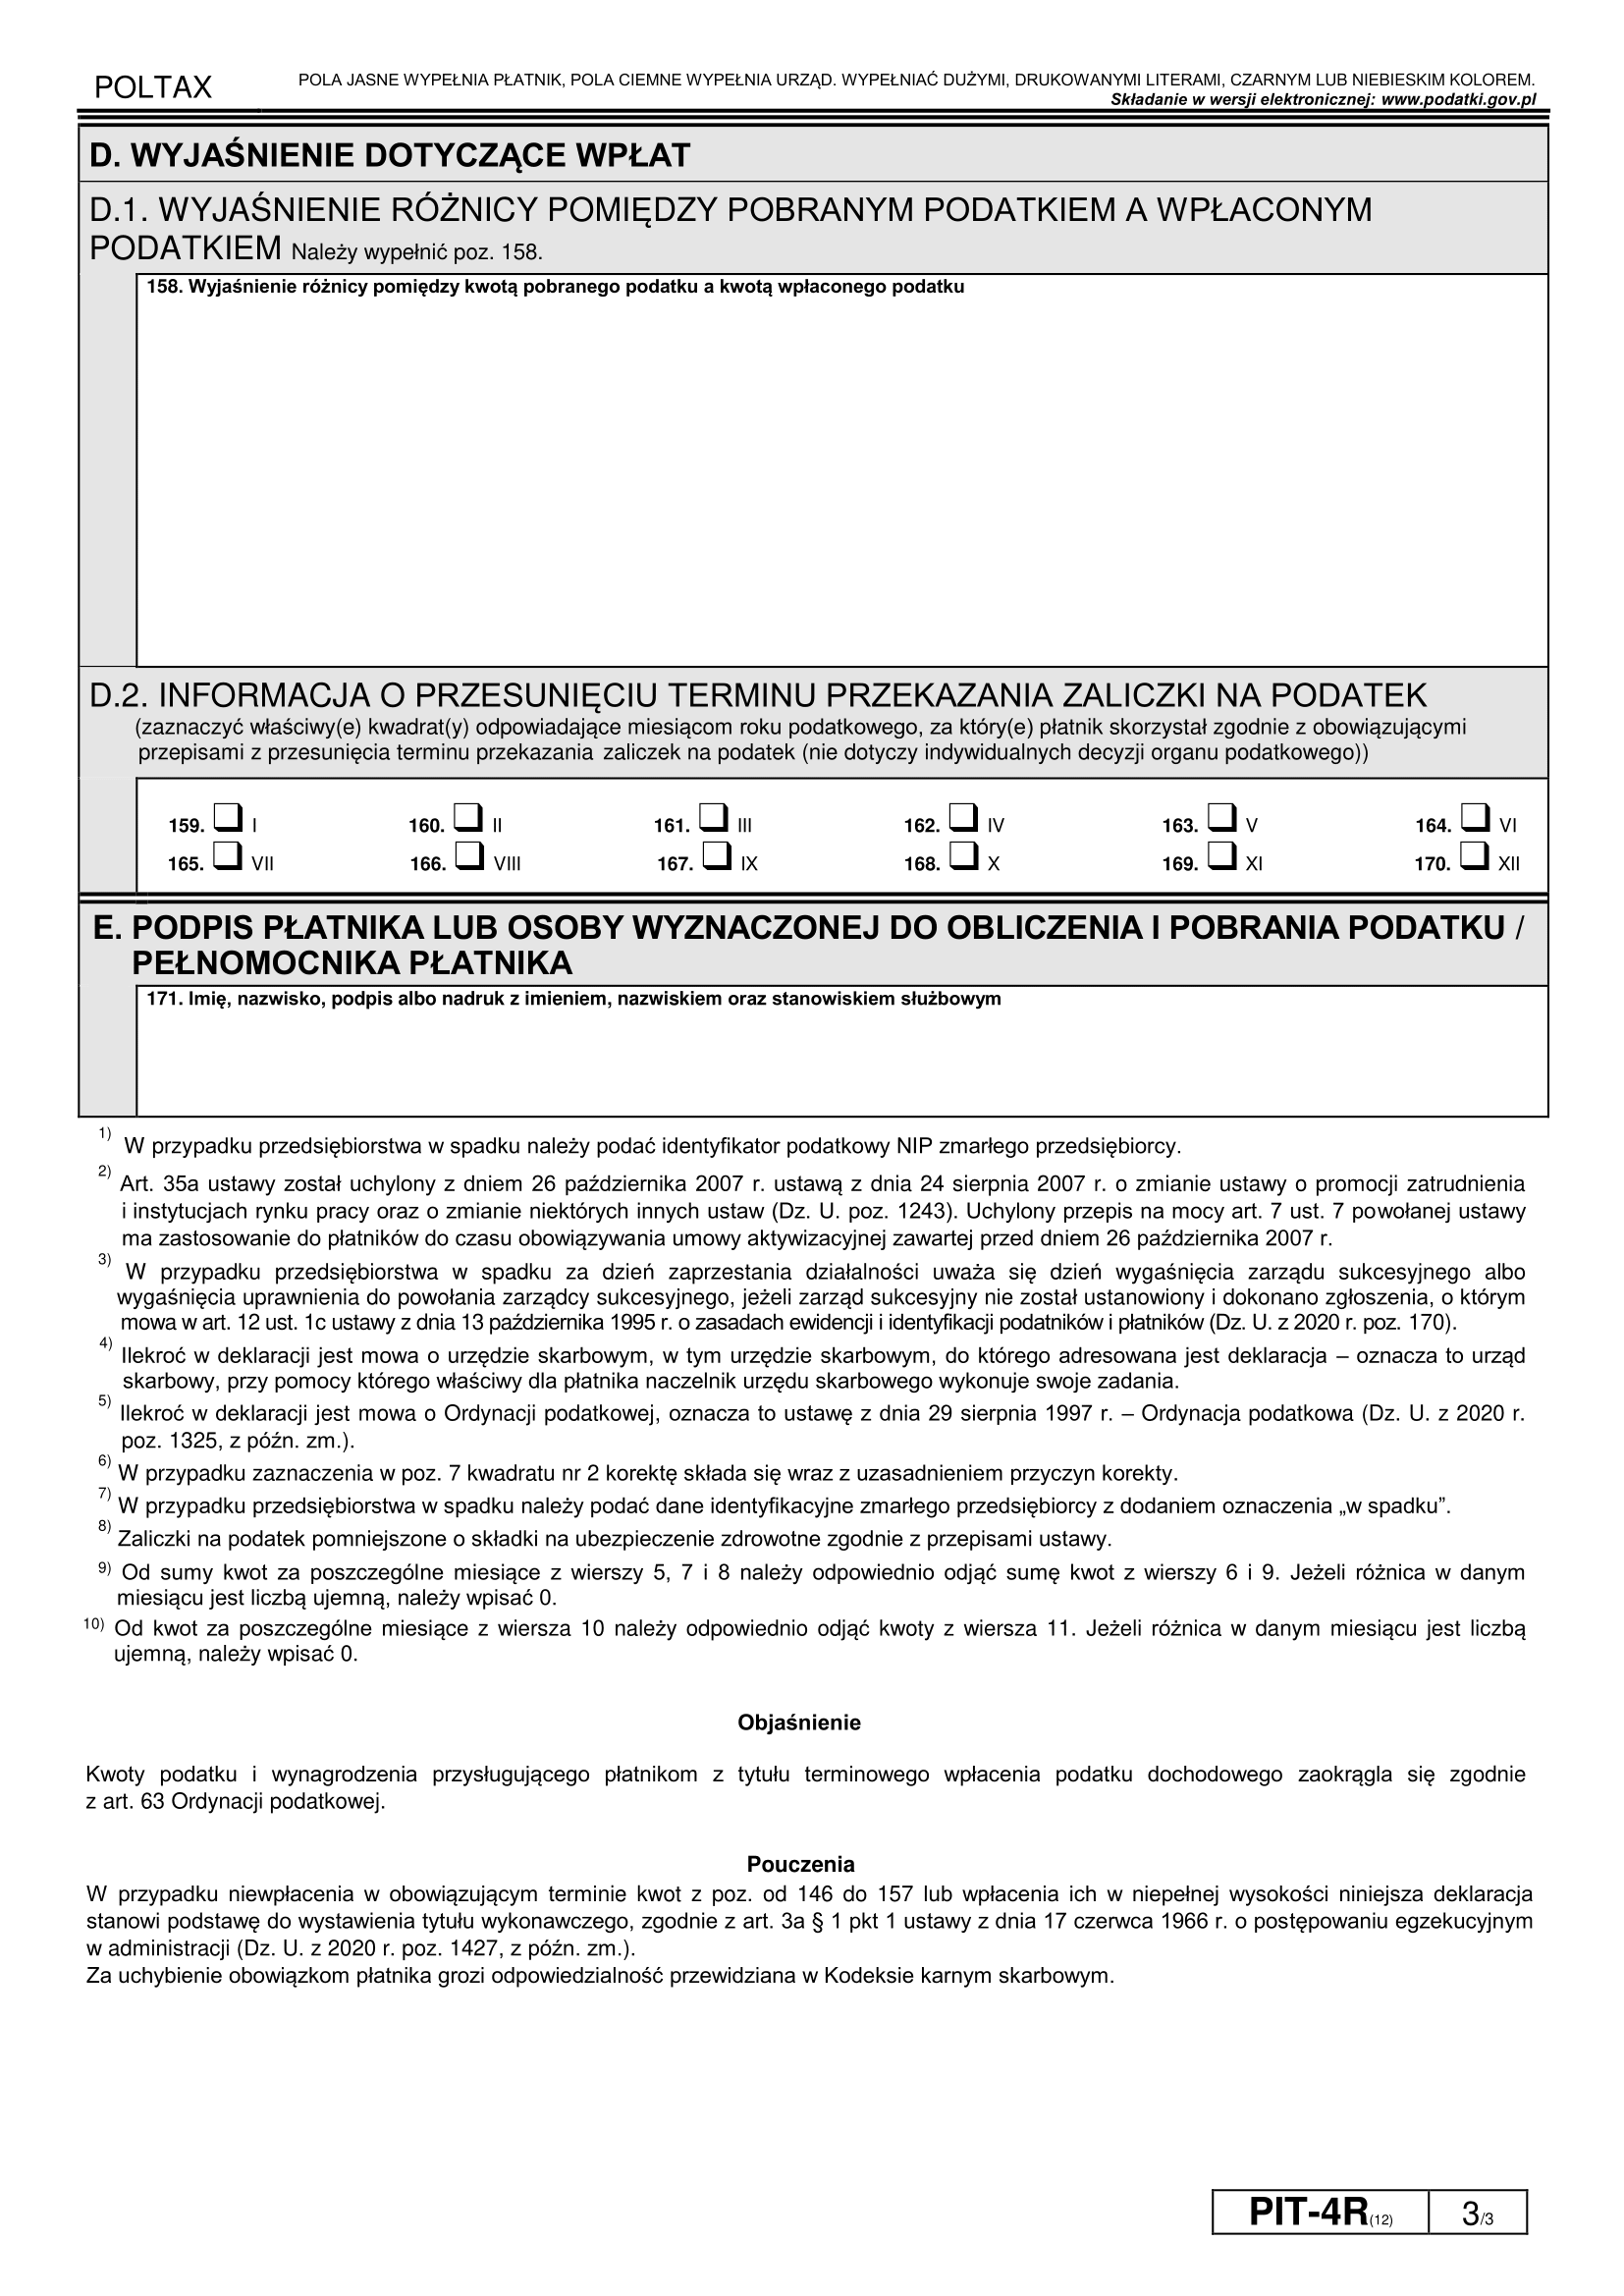 POLTAX
POLA JASNE WYPEŁNIA PŁATNIK, POLA CIEMNE WYPEŁNIA URZĄD. WYPEŁNIAĆ DUŻYMI, DRUKOWANYMI LITERAMI, CZARNYM LUB NIEBIESKIM KOLOREM.
Składanie w wersji elektronicznej: www.podatki.gov.pl
D. WYJAŚNIENIE DOTYCZĄCE WPŁAT
D.1. WYJAŚNIENIE RÓŻNICY POMIĘDZY POBRANYM PODATKIEM A WPŁACONYM
PODATKIEM Należy wypełnić poz. 158.
158. Wyjaśnienie różnicy pomiędzy kwotą pobranego podatku a kwotą wpłaconego podatku
D.2. INFORMACJA O PRZESUNIĘCIU TERMINU PRZEKAZANIA ZALICZKI NA PODATEK
(zaznaczyć właściwy(e) kwadrat(y) odpowiadające miesiącom roku podatkowego, za który(e) płatnik skorzystał zgodnie z obowiązującymi
przepisami z przesunięcia terminu przekazania zaliczek na podatek (nie dotyczy indywidualnych decyzji organu podatkowego))
159. ❑ I 160. ❑ II 161. ❑ III 162. ❑ IV 163. ❑ V 164. ❑ VI
165. ❑ VII 166. ❑ VIII 167. ❑ IX 168. ❑ X 169. ❑ XI 170. ❑ XII
E. PODPIS PŁATNIKA LUB OSOBY WYZNACZONEJ DO OBLICZENIA I POBRANIA PODATKU /
PEŁNOMOCNIKA PŁATNIKA
171. Imię, nazwisko, podpis albo nadruk z imieniem, nazwiskiem oraz stanowiskiem służbowym
1) W przypadku przedsiębiorstwa w spadku należy podać identyfikator podatkowy NIP zmarłego przedsiębiorcy.
2) Art. 35a ustawy został uchylony z dniem 26 października 2007 r. ustawą z dnia 24 sierpnia 2007 r. o zmianie ustawy o promocji zatrudnienia
i instytucjach rynku pracy oraz o zmianie niektórych innych ustaw (Dz. U. poz. 1243). Uchylony przepis na mocy art. 7 ust. 7 powołanej ustawy
ma zastosowanie do płatników do czasu obowiązywania umowy aktywizacyjnej zawartej przed dniem 26 października 2007 r.
3) W przypadku przedsiębiorstwa w spadku za dzień zaprzestania działalności uważa się dzień wygaśnięcia zarządu sukcesyjnego albo
wygaśnięcia uprawnienia do powołania zarządcy sukcesyjnego, jeżeli zarząd sukcesyjny nie został ustanowiony i dokonano zgłoszenia, o którym
mowa w art. 12 ust. 1c ustawy z dnia 13 października 1995 r. o zasadach ewidencji i identyfikacji podatników i płatników (Dz. U. z 2020 r. poz. 170).
4) Ilekroć w deklaracji jest mowa o urzędzie skarbowym, w tym urzędzie skarbowym, do którego adresowana jest deklaracja – oznacza to urząd
skarbowy, przy pomocy którego właściwy dla płatnika naczelnik urzędu skarbowego wykonuje swoje zadania.
5) Ilekroć w deklaracji jest mowa o Ordynacji podatkowej, oznacza to ustawę z dnia 29 sierpnia 1997 r. – Ordynacja podatkowa (Dz. U. z 2020 r.
poz. 1325, z późn. zm.).
6) W przypadku zaznaczenia w poz. 7 kwadratu nr 2 korektę składa się wraz z uzasadnieniem przyczyn korekty.
7) W przypadku przedsiębiorstwa w spadku należy podać dane identyfikacyjne zmarłego przedsiębiorcy z dodaniem oznaczenia „w spadku”.
8) Zaliczki na podatek pomniejszone o składki na ubezpieczenie zdrowotne zgodnie z przepisami ustawy.
9) Od sumy kwot za poszczególne miesiące z wierszy 5, 7 i 8 należy odpowiednio odjąć sumę kwot z wierszy 6 i 9. Jeżeli różnica w danym
miesiącu jest liczbą ujemną, należy wpisać 0.
10) Od kwot za poszczególne miesiące z wiersza 10 należy odpowiednio odjąć kwoty z wiersza 11. Jeżeli różnica w danym miesiącu jest liczbą
ujemną, należy wpisać 0.
Objaśnienie
Kwoty podatku i wynagrodzenia przysługującego płatnikom z tytułu terminowego wpłacenia podatku dochodowego zaokrągla się zgodnie
z art. 63 Ordynacji podatkowej.
Pouczenia
W przypadku niewpłacenia w obowiązującym terminie kwot z poz. od 146 do 157 lub wpłacenia ich w niepełnej wysokości niniejsza deklaracja
stanowi podstawę do wystawienia tytułu wykonawczego, zgodnie z art. 3a § 1 pkt 1 ustawy z dnia 17 czerwca 1966 r. o postępowaniu egzekucyjnym
w administracji (Dz. U. z 2020 r. poz. 1427, z późn. zm.).
Za uchybienie obowiązkom płatnika grozi odpowiedzialność przewidziana w Kodeksie karnym skarbowym.
PIT-4R(12) 3/3